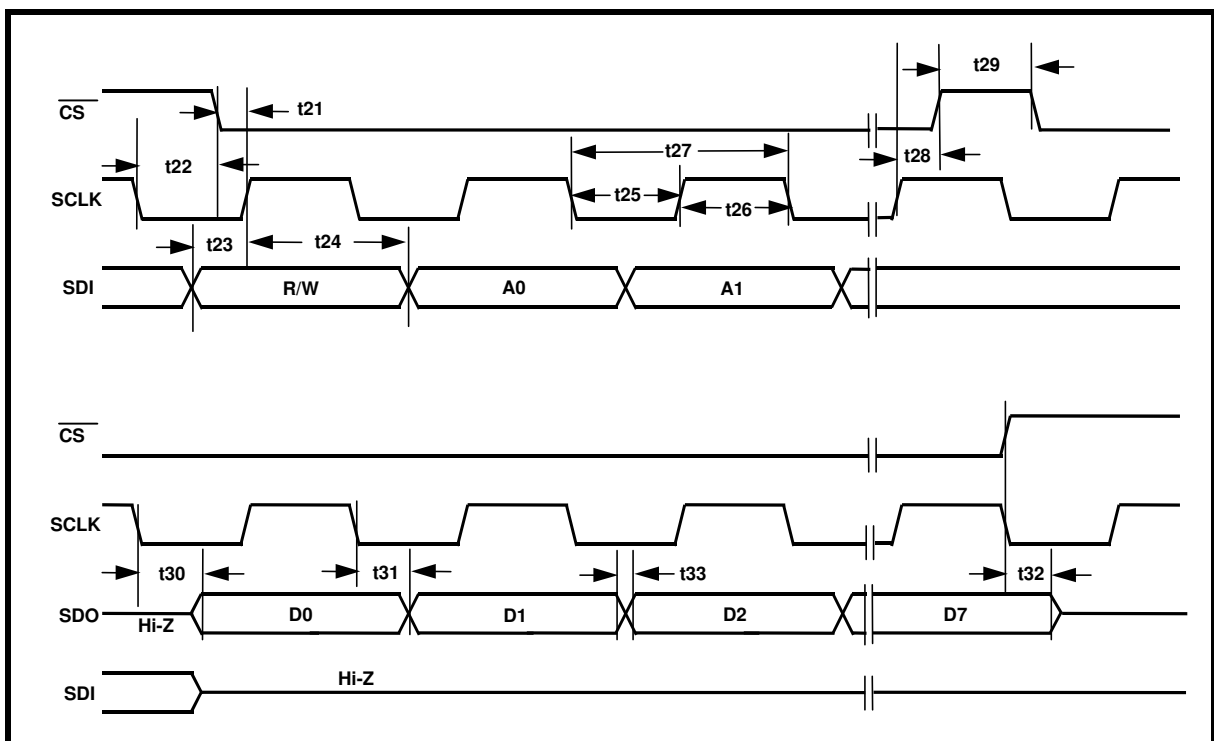 t29
CS
t21
t27
t22
t28
SCLK
t25
t26
t23
t24
SDI
R/W
A0
A1
CS
SCLK
t30
t31
t33
t32
SDO
Hi-Z
D0
D1
D2
D7
SDI
Hi-Z